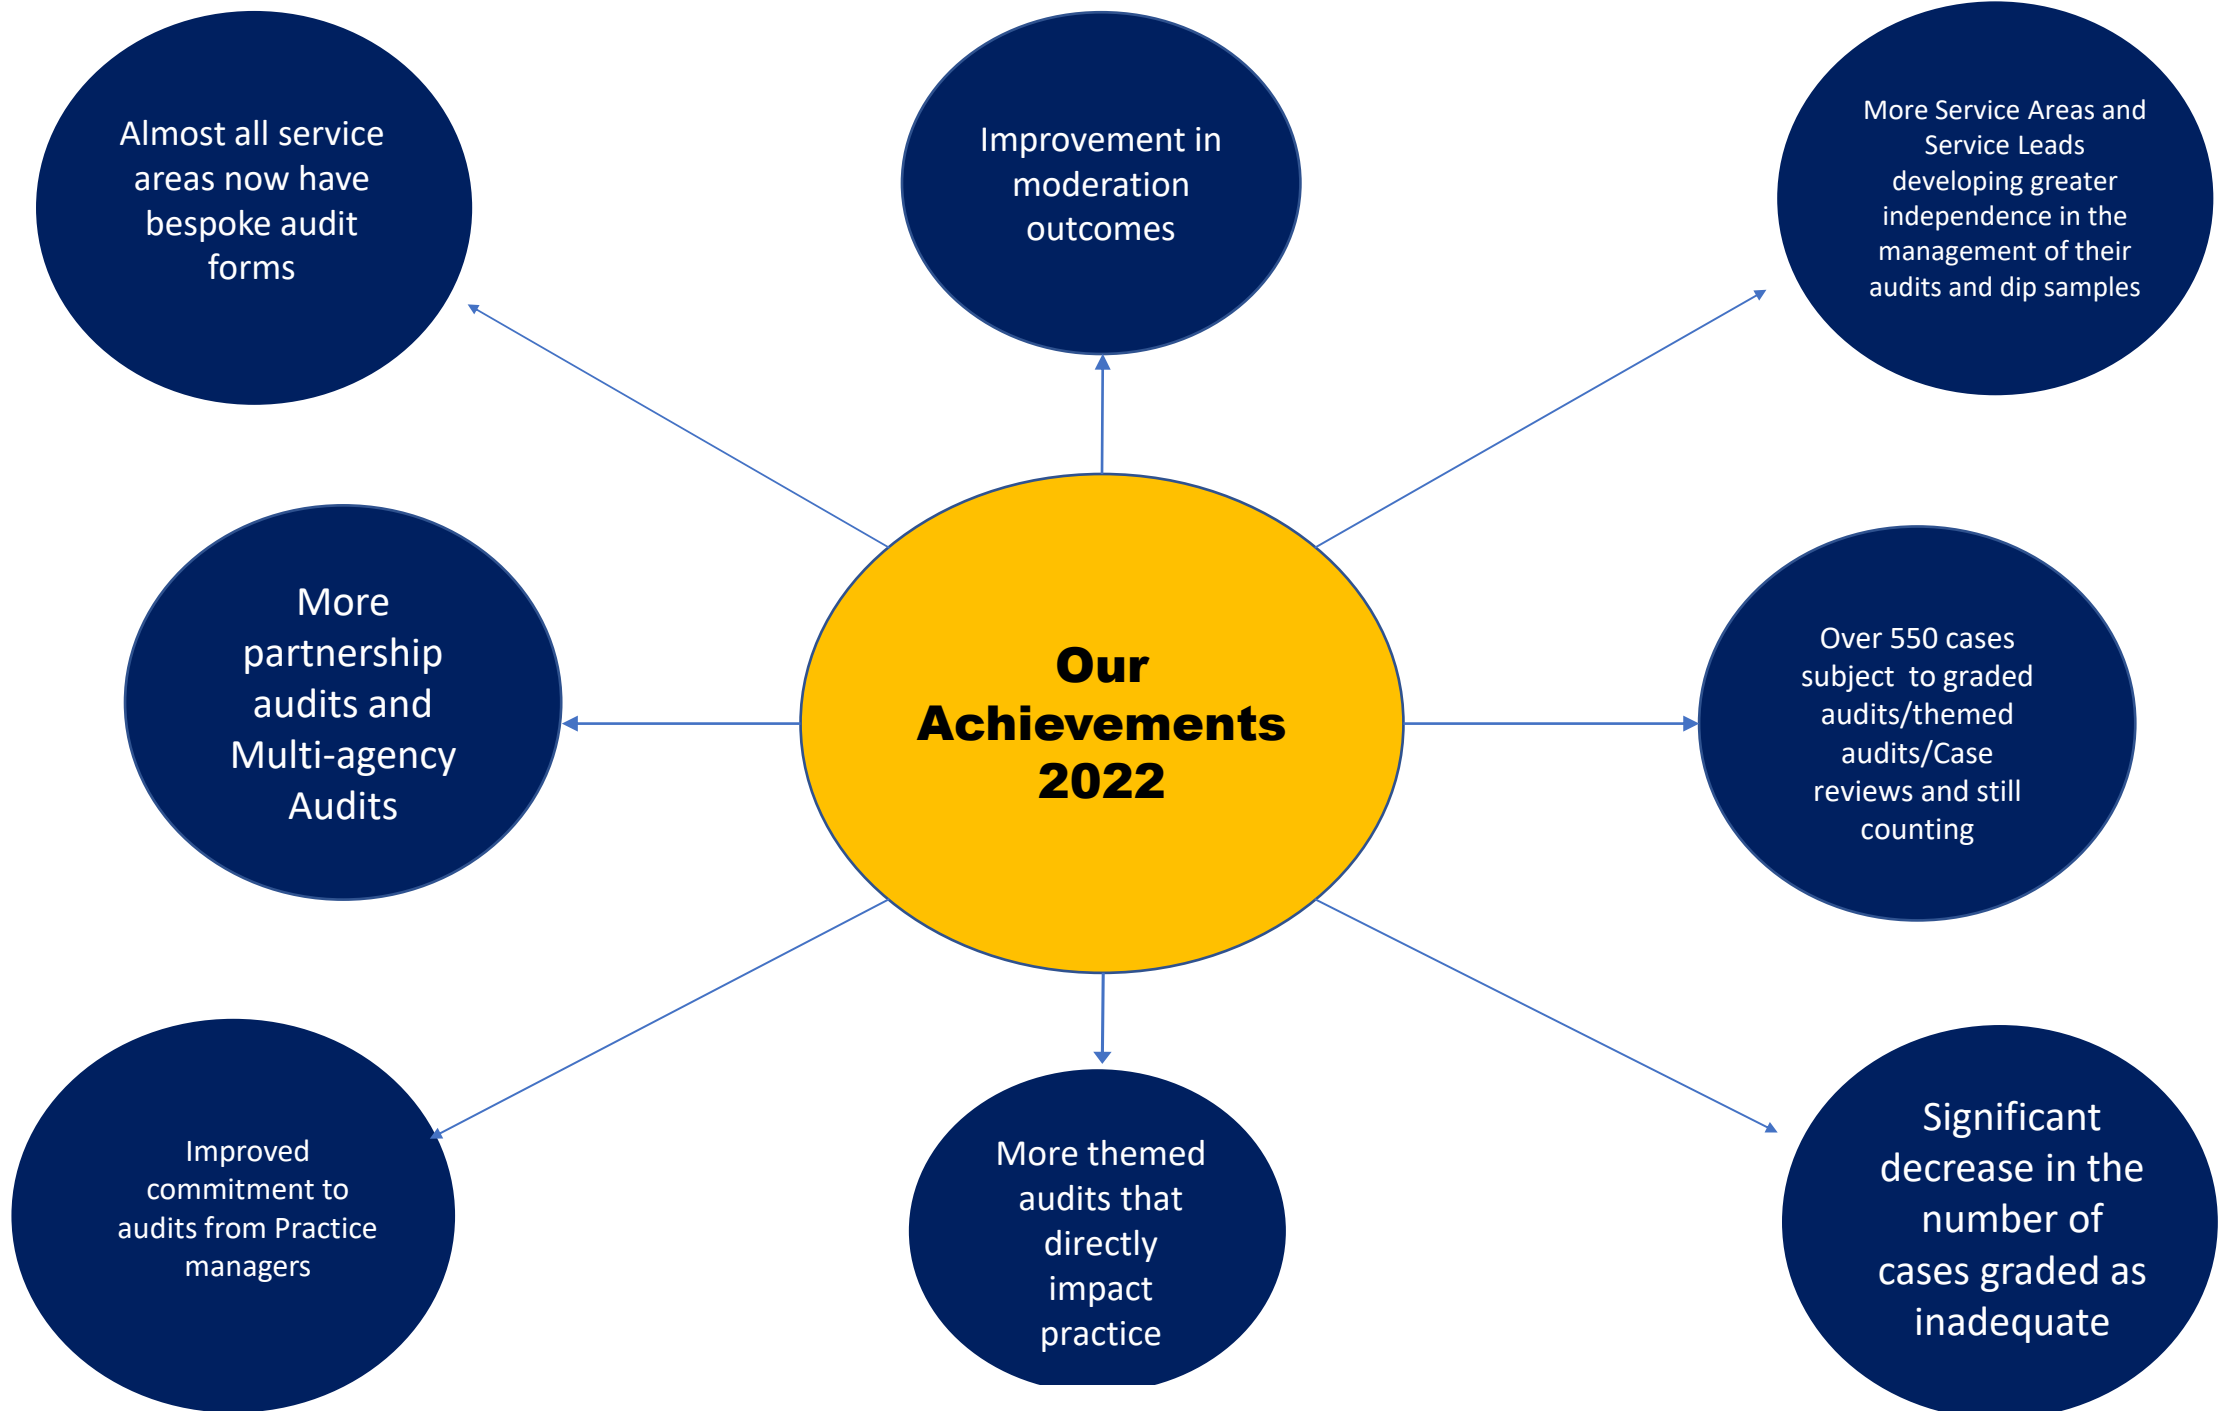 Almost all service
areas now have
bespoke audit
forms
Improvement in
moderation
outcomes
More Service Areas and
Service Leads
developing greater
independence in the
management of their
audits and dip samples
More
partnership
audits and
Multi-agency
Audits
Our
Achievements
2022
Over 550 cases
subject  to graded
audits/themed
audits/Case
reviews and still
counting
Improved
commitment to
audits from Practice
managers
More themed
audits that
directly
impact
practice
Significant
decrease in the
number of
cases graded as
inadequate